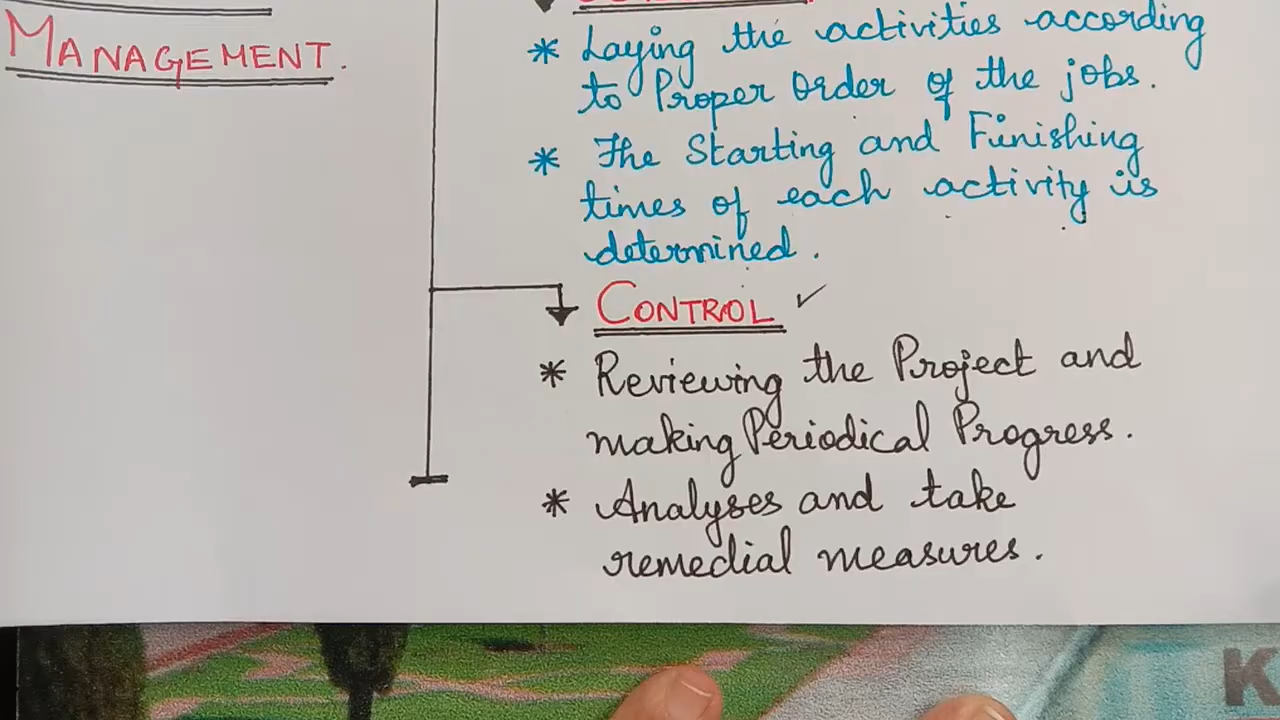 MANAGEMENT.
* Laying the activities according
to Proper Order of the jobs.
* The Starting and Finishing
times of each activity is
determined.
CONTROL ✓
* Reviewing the Project and
making Periodical Progress.
* Analyses and take
remedial measures.
K